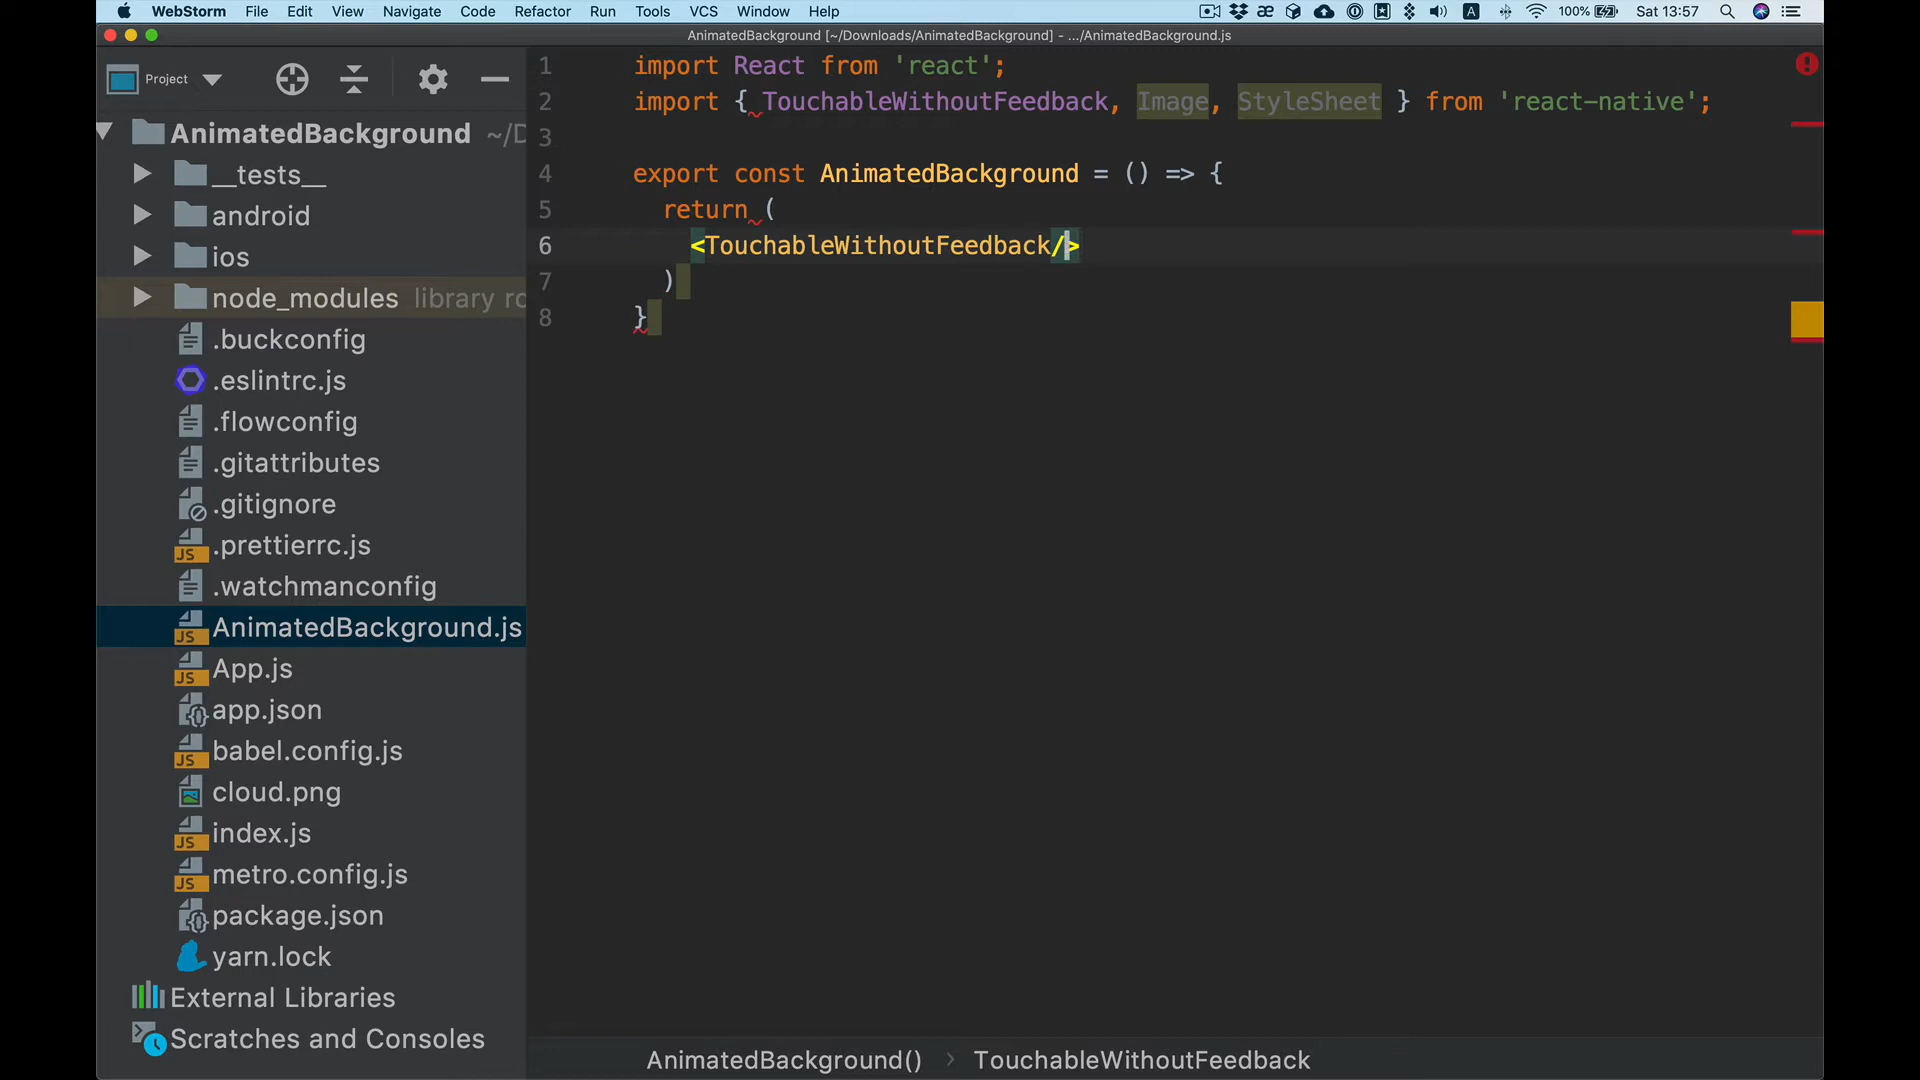 WebStorm File Edit View Navigate Code Refactor Run Tools VCS Window Help 100% Sat 13:57
AnimatedBackground [~/Downloads/AnimatedBackground] - .../AnimatedBackground.js
Project
AnimatedBackground ~/D
__tests__
android
ios
node_modules library ro
.buckconfig
.eslintrc.js
.flowconfig
.gitattributes
.gitignore
.prettierrc.js
.watchmanconfig
AnimatedBackground.js
App.js
app.json
babel.config.js
cloud.png
index.js
metro.config.js
package.json
yarn.lock
External Libraries
Scratches and Consoles
1 import React from 'react';
2 import { TouchableWithoutFeedback, Image, StyleSheet } from 'react-native';
3
4 export const AnimatedBackground = () => {
5 return (
6 <TouchableWithoutFeedback/>
7 )
8 }
AnimatedBackground() › TouchableWithoutFeedback